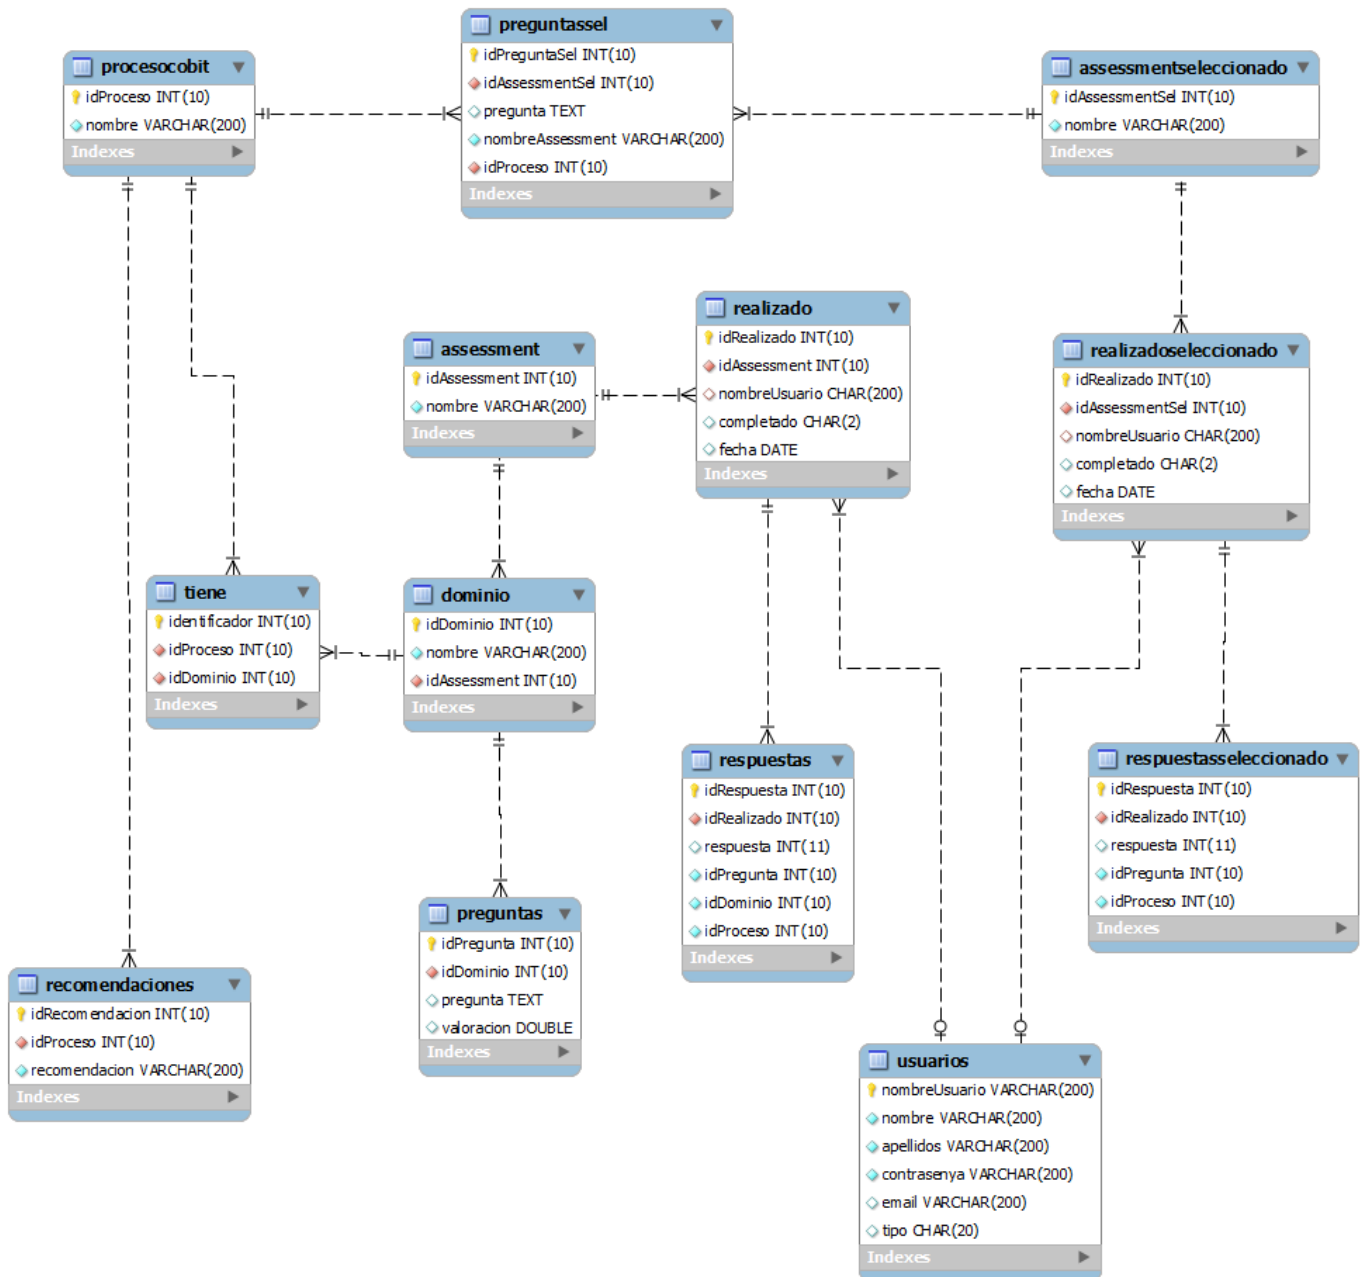 preguntassel
idPreguntaSel INT(10)
idAssessmentSel INT(10)
pregunta TEXT
nombreAssessment VARCHAR(200)
idProceso INT(10)
Indexes
procesocobit
idProceso INT(10)
nombre VARCHAR(200)
Indexes
assessmentseleccionado
idAssessmentSel INT(10)
nombre VARCHAR(200)
Indexes
realizado
idRealizado INT(10)
idAssessment INT(10)
nombreUsuario CHAR(200)
completado CHAR(2)
fecha DATE
Indexes
assessment
idAssessment INT(10)
nombre VARCHAR(200)
Indexes
realizadoseleccionado
idRealizado INT(10)
idAssessmentSel INT(10)
nombreUsuario CHAR(200)
completado CHAR(2)
fecha DATE
Indexes
tiene
identificador INT(10)
idProceso INT(10)
idDominio INT(10)
Indexes
dominio
idDominio INT(10)
nombre VARCHAR(200)
idAssessment INT(10)
Indexes
respuestas
idRespuesta INT(10)
idRealizado INT(10)
respuesta INT(11)
idPregunta INT(10)
idDominio INT(10)
idProceso INT(10)
Indexes
respuestasseleccionado
idRespuesta INT(10)
idRealizado INT(10)
respuesta INT(11)
idPregunta INT(10)
idProceso INT(10)
Indexes
preguntas
idPregunta INT(10)
idDominio INT(10)
pregunta TEXT
valoracion DOUBLE
Indexes
recomendaciones
idRecomendacion INT(10)
idProceso INT(10)
recomendacion VARCHAR(200)
Indexes
usuarios
nombreUsuario VARCHAR(200)
nombre VARCHAR(200)
apellidos VARCHAR(200)
contrasenya VARCHAR(200)
email VARCHAR(200)
tipo CHAR(20)
Indexes